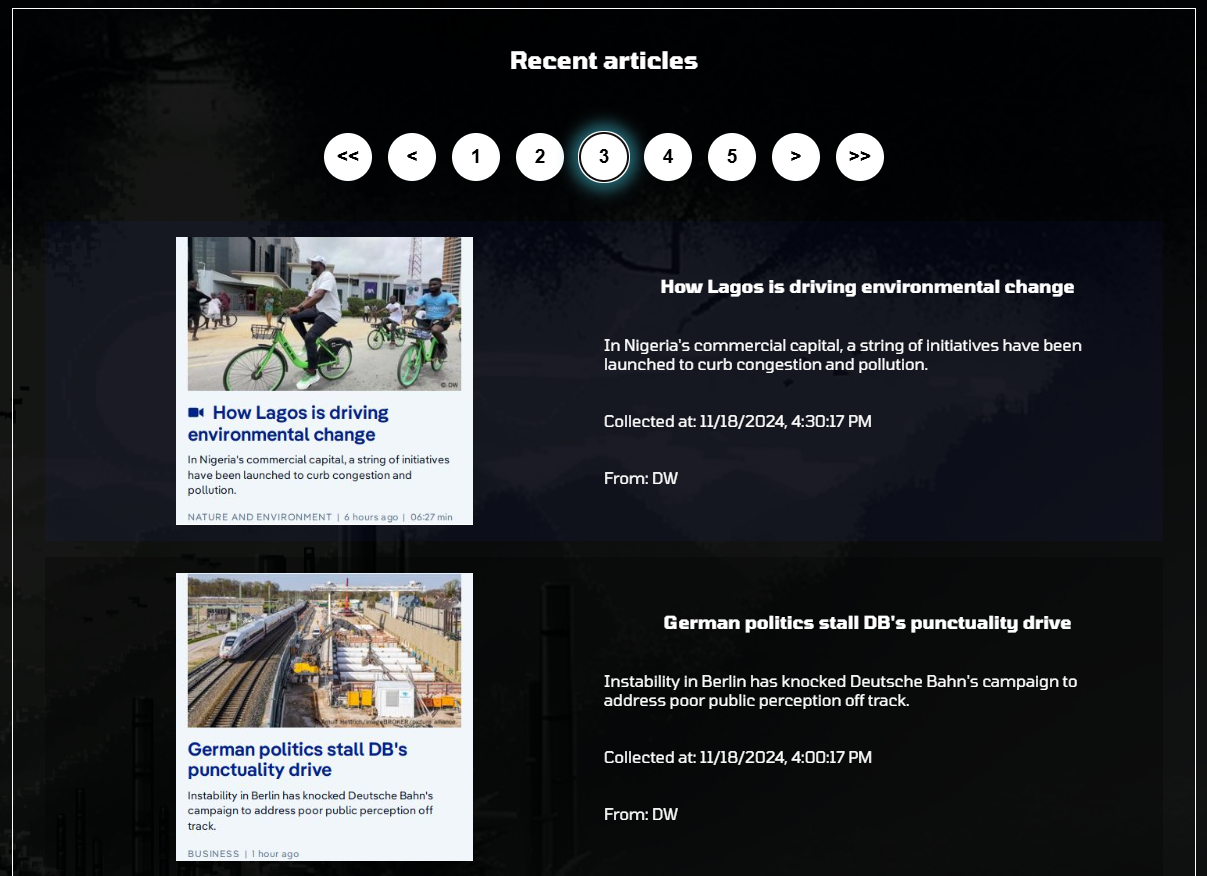 Recent articles
<< < 1 2 3 4 5 > >>
© DW
How Lagos is driving
environmental change
In Nigeria's commercial capital, a string of initiatives
have been launched to curb congestion and
pollution.
NATURE AND ENVIRONMENT | 6 hours ago | 06:27 min
How Lagos is driving environmental change
In Nigeria's commercial capital, a string of initiatives have been
launched to curb congestion and pollution.
Collected at: 11/18/2024, 4:30:17 PM
From: DW
German politics stall DB's
punctuality drive
Instability in Berlin has knocked Deutsche Bahn's
campaign to address poor public perception off
track.
BUSINESS | 1 hour ago
German politics stall DB's punctuality drive
Instability in Berlin has knocked Deutsche Bahn's campaign to
address poor public perception off track.
Collected at: 11/18/2024, 4:00:17 PM
From: DW